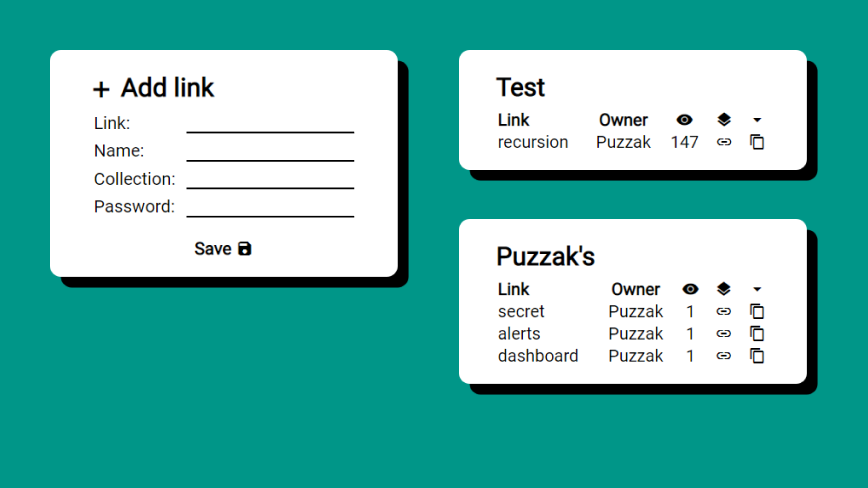 + Add link
Link:
Name:
Collection:
Password:
Save
Test
Link Owner
recursion Puzzak 147
Puzzak's
Link Owner
secret Puzzak 1
alerts Puzzak 1
dashboard Puzzak 1